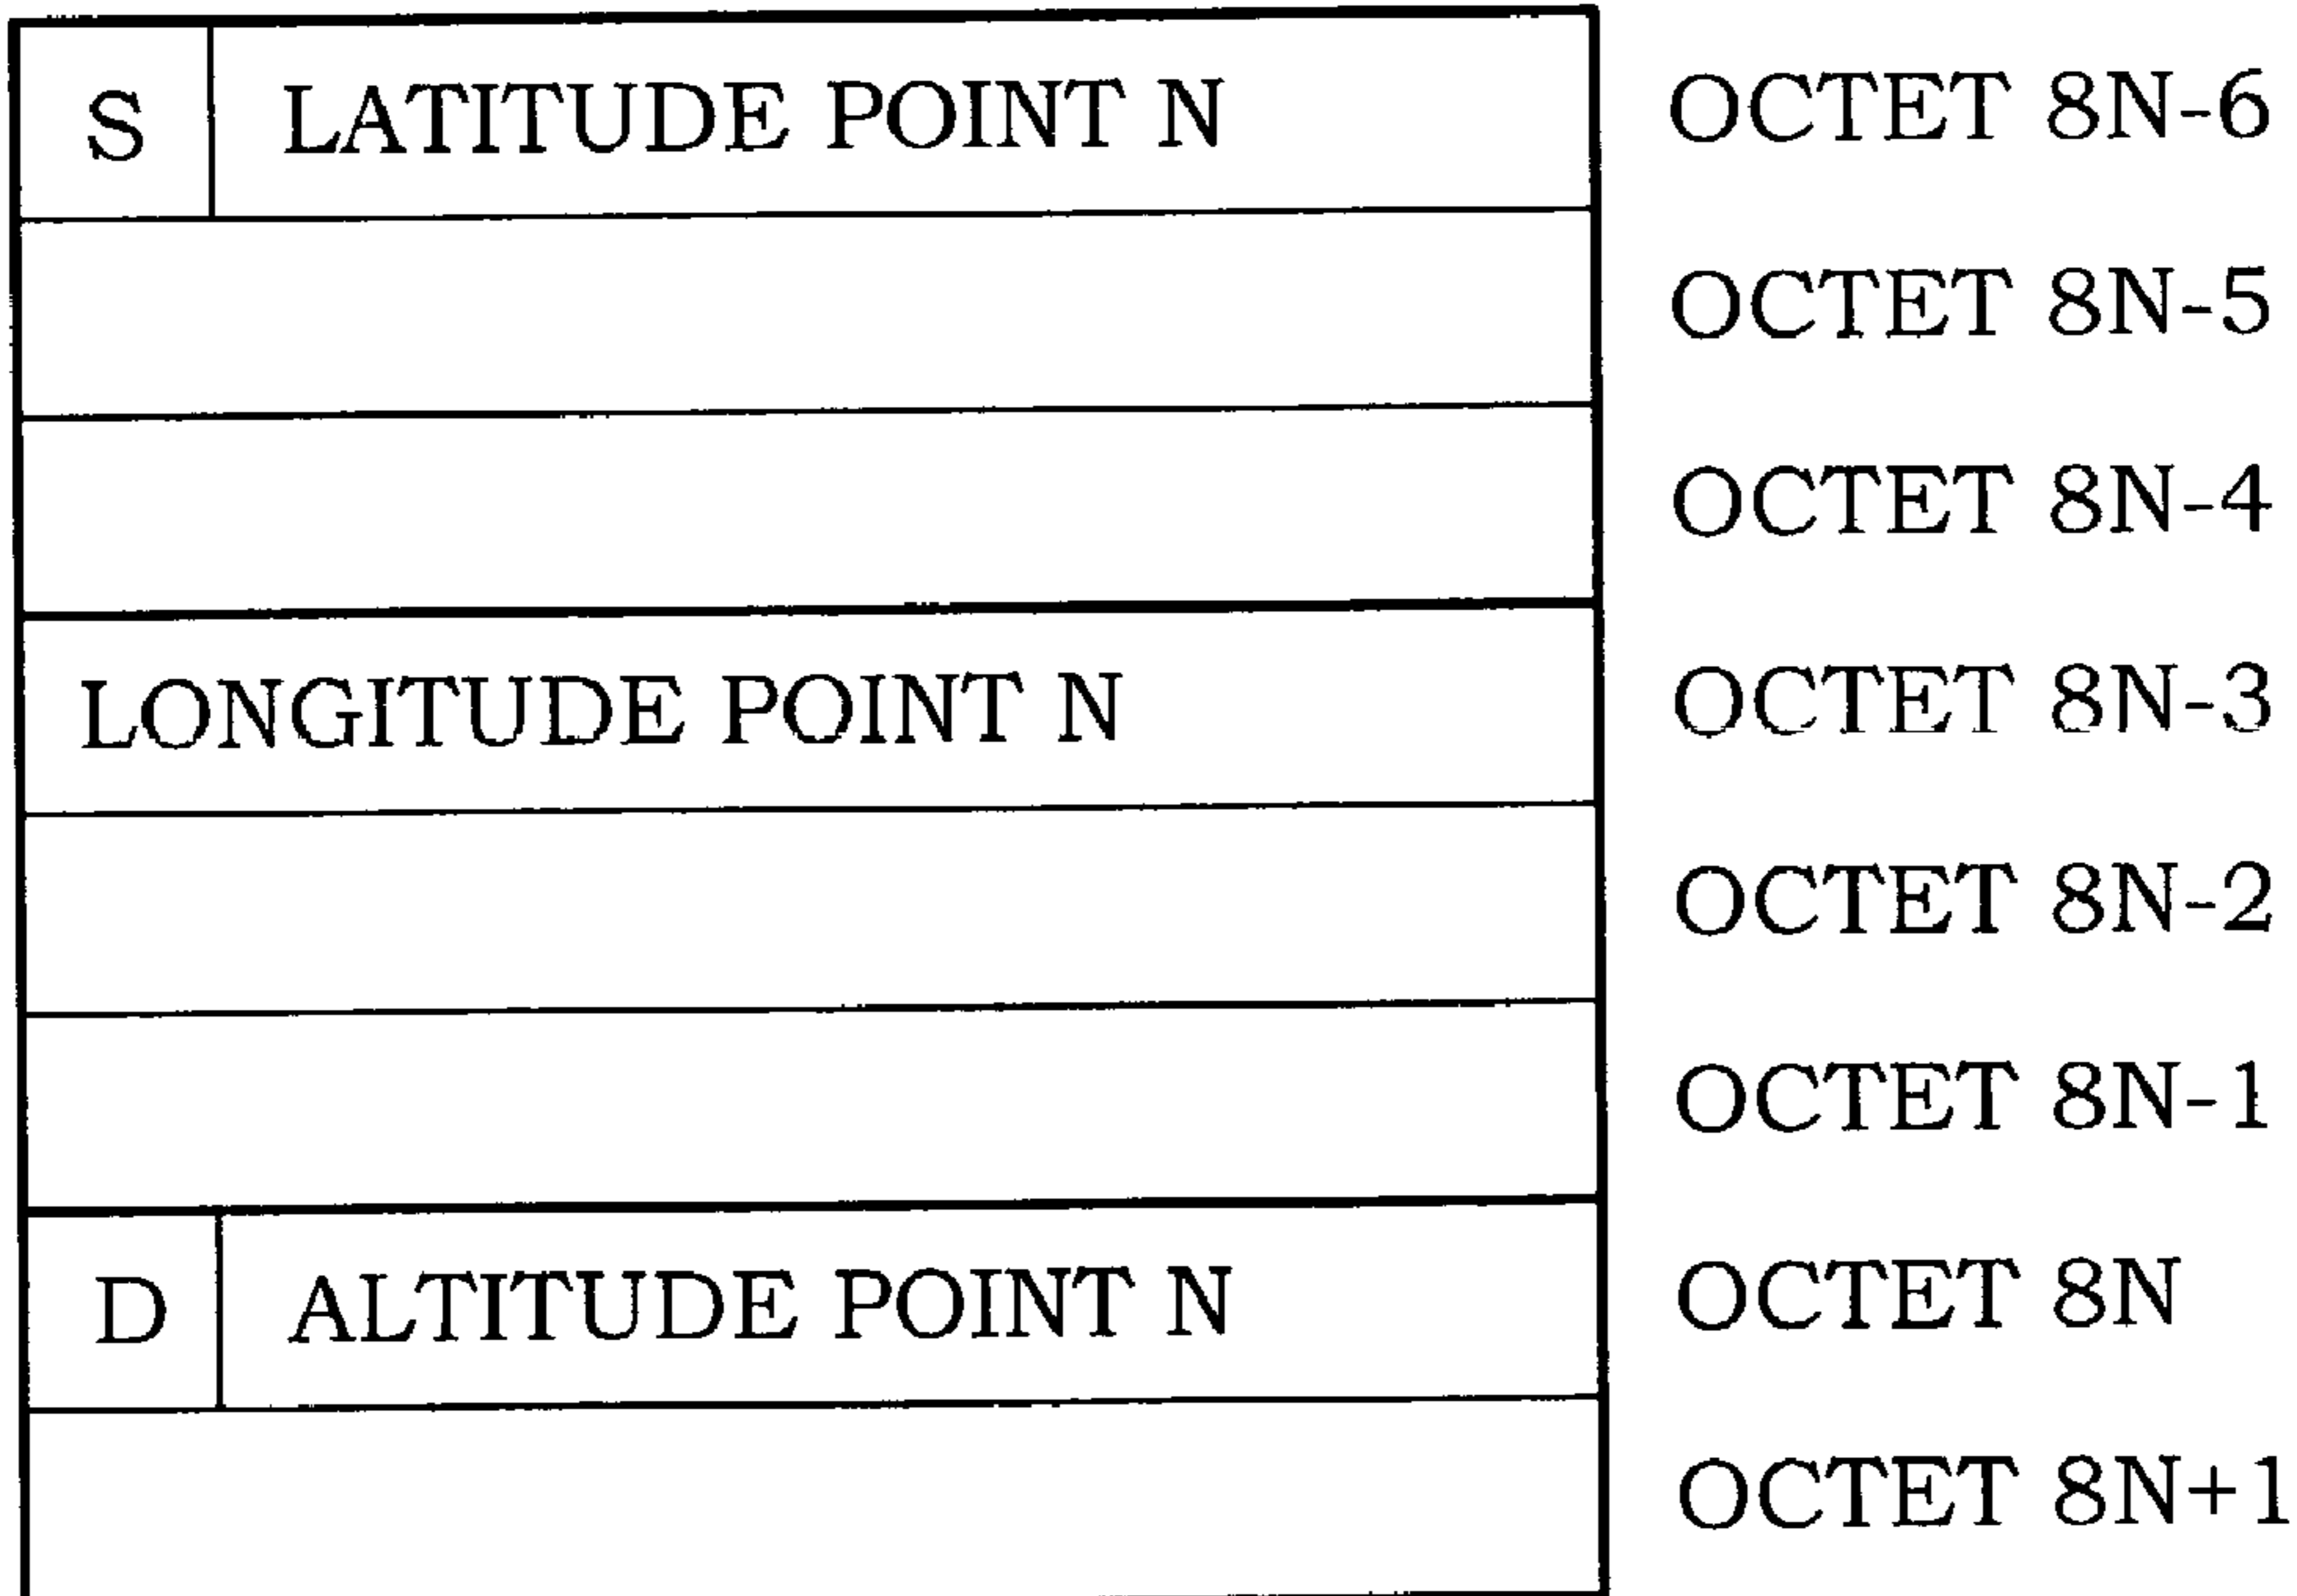 S LATITUDE POINT N OCTET 8N-6
OCTET 8N-5
OCTET 8N-4
LONGITUDE POINT N OCTET 8N-3
OCTET 8N-2
OCTET 8N-1
D ALTITUDE POINT N OCTET 8N
OCTET 8N+1